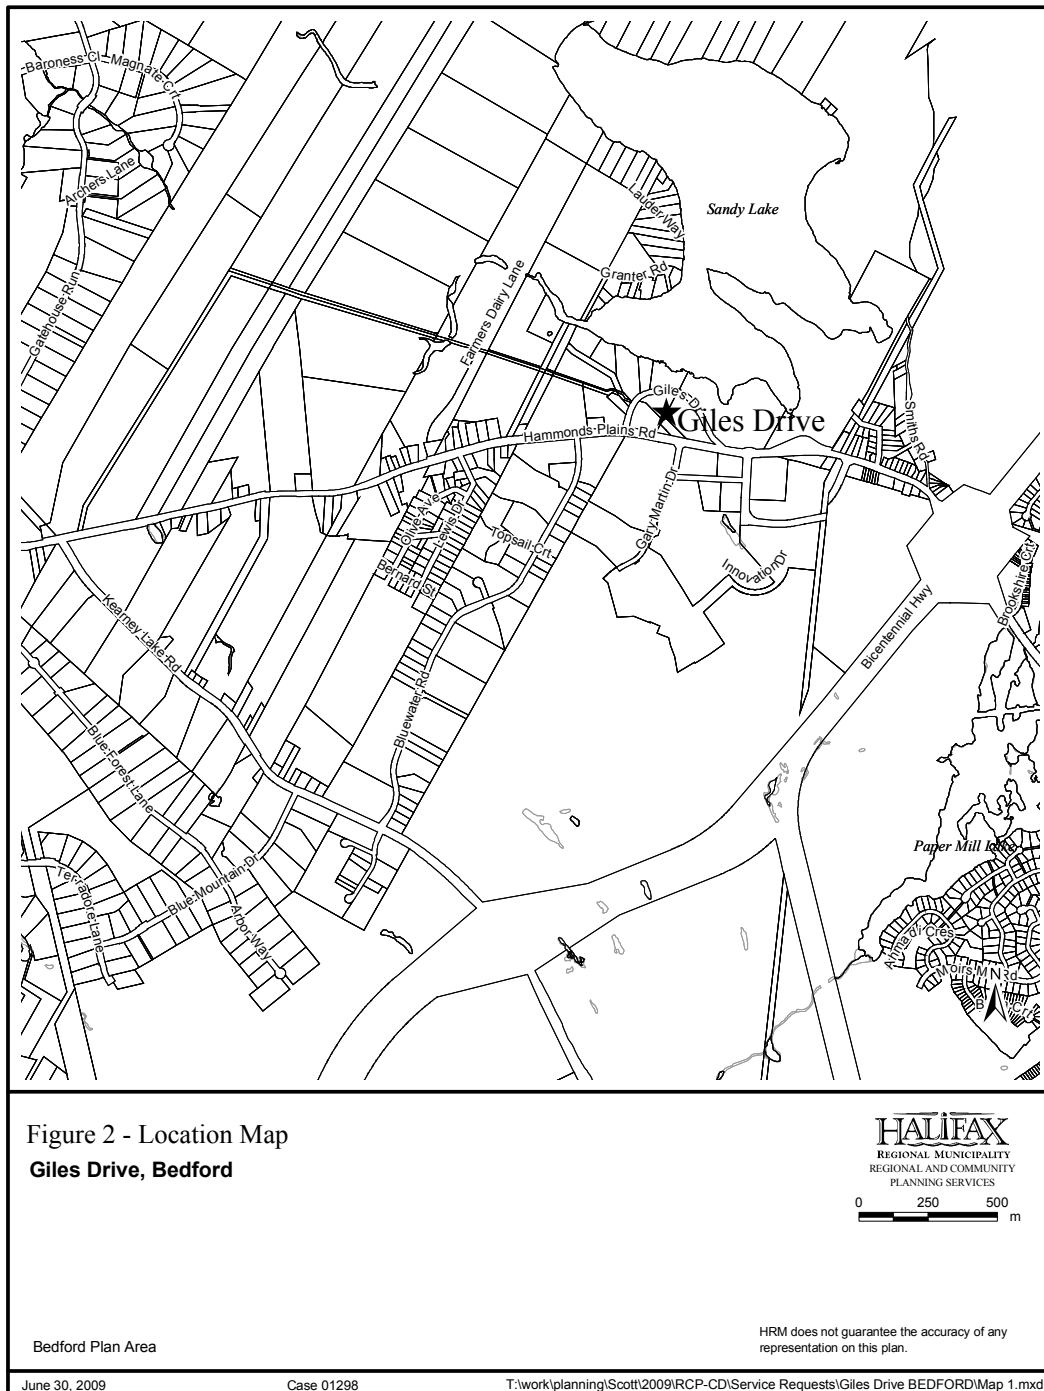 Baroness Cl
Magnate Crt
Archers Lane
Gatehouse Run
Lauder Way
Sandy Lake
Granter Rd
Farmers Dairy Lane
Giles D
Giles Drive
Hammonds Plains Rd
Smiths Rd
Gary Martin Dr
Olive Ave
Lewis Dr
Topsail Crt
Bernard St
Innovation Dr
Brookshire Crt
Bicentennial Hwy
Kearney Lake Rd
Bluewater Rd
Blue Forest Lane
Paper Mill Lake
Terradore Lane
Blue Mountain Dr
Arbor Way
Ahmadi Cres
Moirs M
Rd
N
B
Crt
Figure 2 - Location Map
Giles Drive, Bedford
HALIFAX
REGIONAL MUNICIPALITY
REGIONAL AND COMMUNITY
PLANNING SERVICES
0 250 500
m
Bedford Plan Area
HRM does not guarantee the accuracy of any
representation on this plan.
June 30, 2009 Case 01298 T:\work\planning\Scott\2009\RCP-CD\Service Requests\Giles Drive BEDFORD\Map 1.mxd